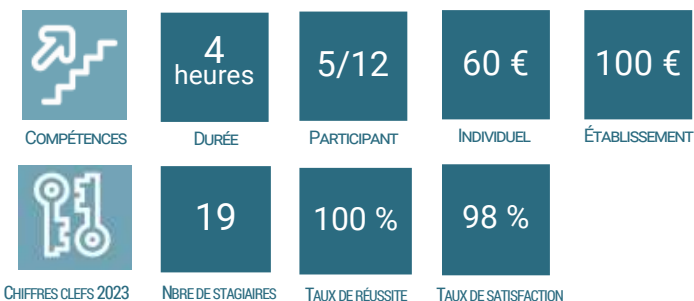 4
heures
5/12
60 €
100 €
COMPÉTENCES
DURÉE
PARTICIPANT
INDIVIDUEL
ÉTABLISSEMENT
19
100 %
98 %
CHIFFRES CLEFS 2023
NBRE DE STAGIAIRES
TAUX DE RÉUSSITE
TAUX DE SATISFACTION